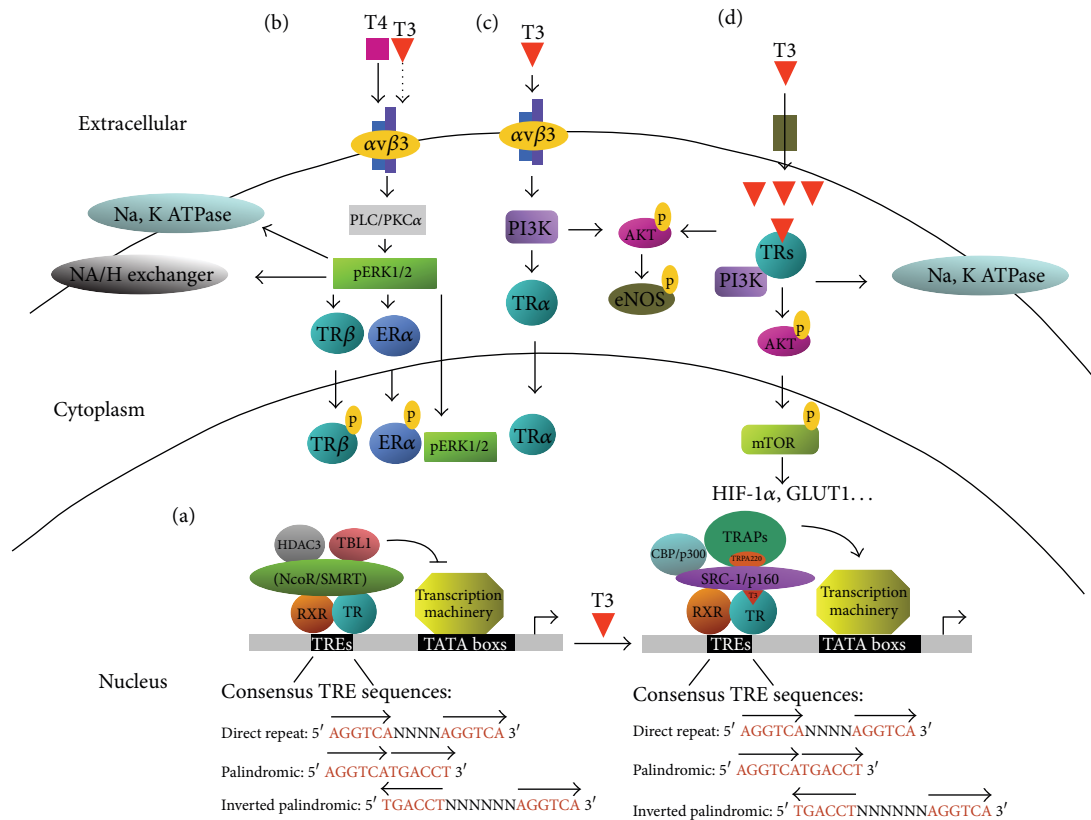 (b)
T4
T3
(c)
T3
(d)
T3
Extracellular
αvβ3
αvβ3
Na, K ATPase
PLC/PKCα
PI3K
AKT
p
TRs
PI3K
NA/H exchanger
pERK1/2
eNOS
p
Na, K ATPase
TRβ
ERα
TRα
AKT
p
Cytoplasm
TRβ
p
ERα
p
pERK1/2
TRα
mTOR
p
HIF-1α, GLUT1...
(a)
HDAC3
TBL1
(NcoR/SMRT)
RXR
TR
TREs
Transcription
machinery
TATA boxs
T3
TRAPs
CBP/p300
TRPA220
SRC-1/p160
T3
RXR
TR
TREs
Transcription
machinery
TATA boxs
Nucleus
Consensus TRE sequences:
Direct repeat: 5′ AGGTCANNNNAGGTCA 3′
Palindromic: 5′ AGGTCATGACCT 3′
Inverted palindromic: 5′ TGACCTNNNNNNAGGTCA 3′
Consensus TRE sequences:
Direct repeat: 5′ AGGTCANNNNAGGTCA 3′
Palindromic: 5′ AGGTCATGACCT 3′
Inverted palindromic: 5′ TGACCTNNNNNNAGGTCA 3′